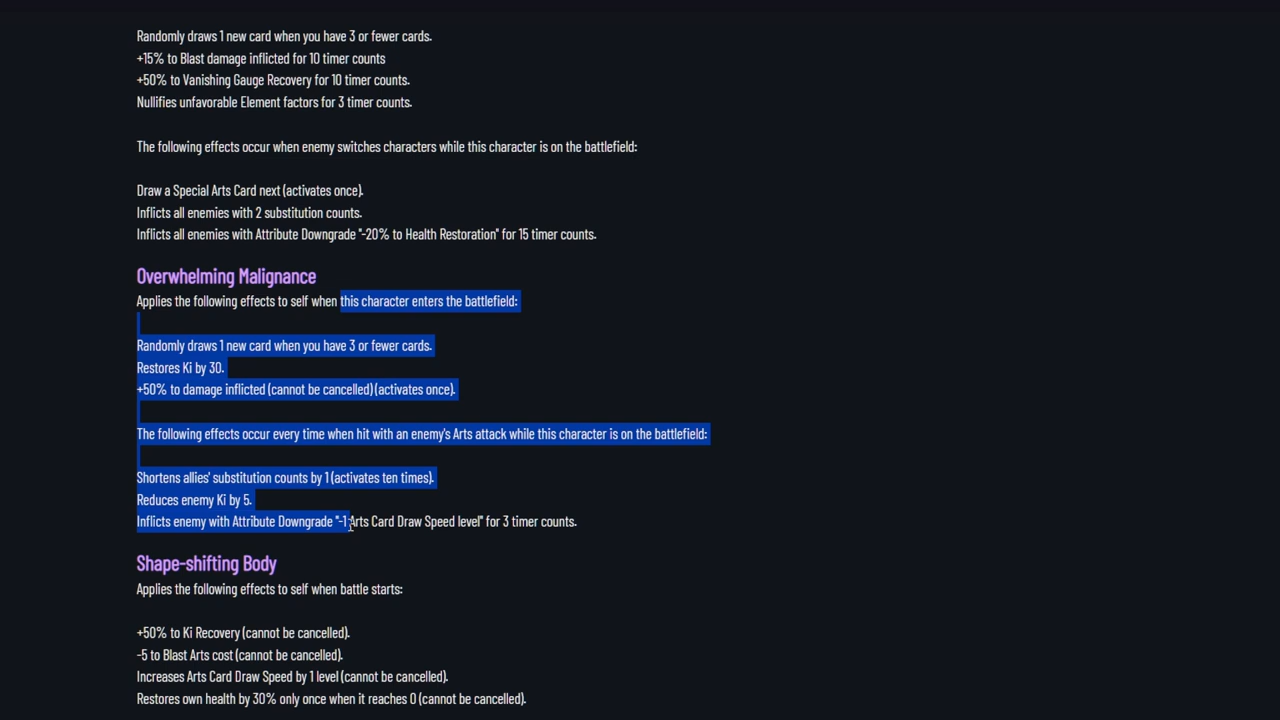 Randomly draws 1 new card when you have 3 or fewer cards.
+15% to Blast damage inflicted for 10 timer counts
+50% to Vanishing Gauge Recovery for 10 timer counts.
Nullifies unfavorable Element factors for 3 timer counts.
The following effects occur when enemy switches characters while this character is on the battlefield:
Draw a Special Arts Card next (activates once).
Inflicts all enemies with 2 substitution counts.
Inflicts all enemies with Attribute Downgrade "-20% to Health Restoration" for 15 timer counts.
Overwhelming Malignance
Applies the following effects to self when this character enters the battlefield:
Randomly draws 1 new card when you have 3 or fewer cards.
Restores Ki by 30.
+50% to damage inflicted (cannot be cancelled) (activates once).
The following effects occur every time when hit with an enemy's Arts attack while this character is on the battlefield:
Shortens allies' substitution counts by 1 (activates ten times).
Reduces enemy Ki by 5.
Inflicts enemy with Attribute Downgrade "-1 Arts Card Draw Speed level" for 3 timer counts.
Shape-shifting Body
Applies the following effects to self when battle starts:
+50% to Ki Recovery (cannot be cancelled).
-5 to Blast Arts cost (cannot be cancelled).
Increases Arts Card Draw Speed by 1 level (cannot be cancelled).
Restores own health by 30% only once when it reaches 0 (cannot be cancelled).